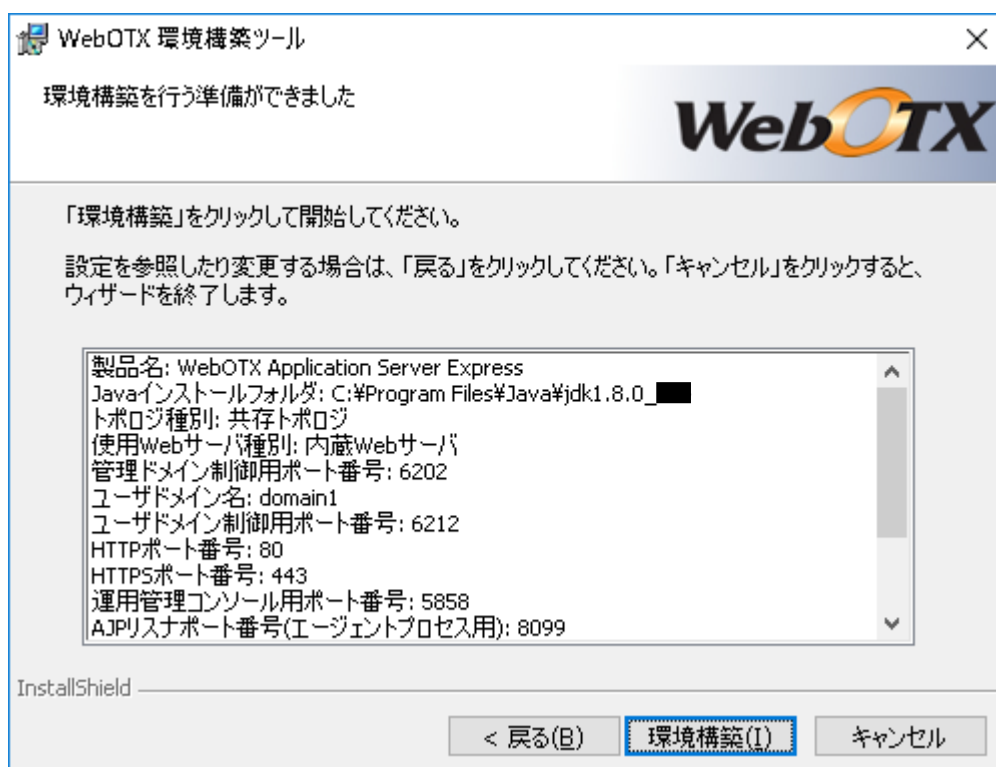 WebOTX 環境構築ツール
環境構築を行う準備ができました
WebOTX
「環境構築」をクリックして開始してください。
設定を参照したり変更する場合は、「戻る」をクリックしてください。「キャンセル」をクリックすると、
ウィザードを終了します。
製品名: WebOTX Application Server Express
Javaインストールフォルダ: C:¥Program Files¥Java¥jdk1.8.0_
トポロジ種別: 共存トポロジ
使用Webサーバ種別: 内蔵Webサーバ
管理ドメイン制御用ポート番号: 6202
ユーザドメイン名: domain1
ユーザドメイン制御用ポート番号: 6212
HTTPポート番号: 80
HTTPSポート番号: 443
運用管理コンソール用ポート番号: 5858
AJPリスナポート番号(エージェントプロセス用): 8099
InstallShield
< 戻る(B)
環境構築(I)
キャンセル